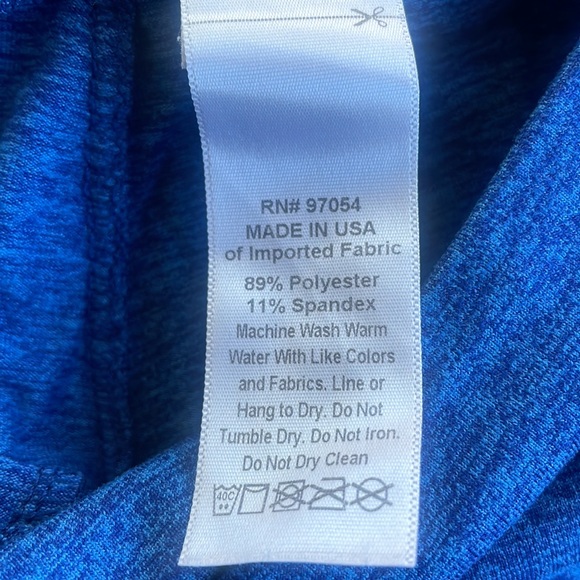 RN# 97054
MADE IN USA
of Imported Fabric
89% Polyester
11% Spandex
Machine Wash Warm
Water With Like Colors
and Fabrics. Line or
Hang to Dry. Do Not
Tumble Dry. Do Not Iron.
Do Not Dry Clean
40C